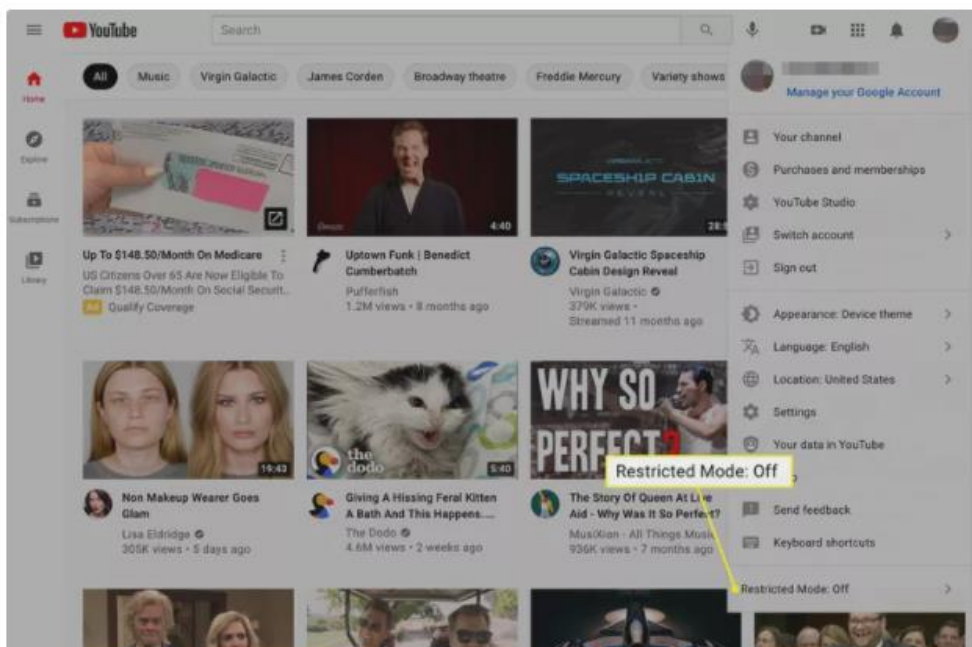 YouTube
Search
Manage your Google Account
All Music Virgin Galactic James Corden Broadway theatre Freddie Mercury Variety shows
Home
Explore
Subscriptions
Library
SPACESHIP CABIN
REVEAL
4:40
28:5
Up To $148.50/Month On Medicare
US Citizens Over 65 Are Now Eligible To
Claim $148.50/Month On Social Securit...
Ad Qualify Coverage
Uptown Funk | Benedict
Cumberbatch
Pufferfish
1.2M views • 8 months ago
Virgin Galactic Spaceship
Cabin Design Reveal
Virgin Galactic
379K views •
Streamed 11 months ago
the
dodo
WHY SO
PERFECT?
19:43
5:40
Non Makeup Wearer Goes
Glam
Lisa Eldridge
305K views • 5 days ago
Giving A Hissing Feral Kitten
A Bath And This Happens....
The Dodo
4.6M views • 2 weeks ago
The Story Of Queen At Live
Aid - Why Was It So Perfect?
MusiXian - All Things Music
936K views • 7 months ago
Your channel
Purchases and memberships
YouTube Studio
Switch account
Sign out
Appearance: Device theme
Language: English
Location: United States
Settings
Your data in YouTube
Restricted Mode: Off
Send feedback
Keyboard shortcuts
Restricted Mode: Off